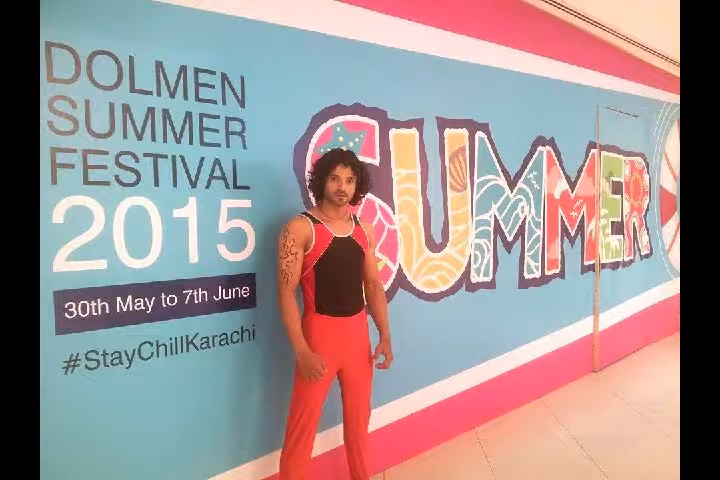 DOLMEN
SUMMER
FESTIVAL
2015
30th May to 7th June
#StayChillKarachi
SUMMER